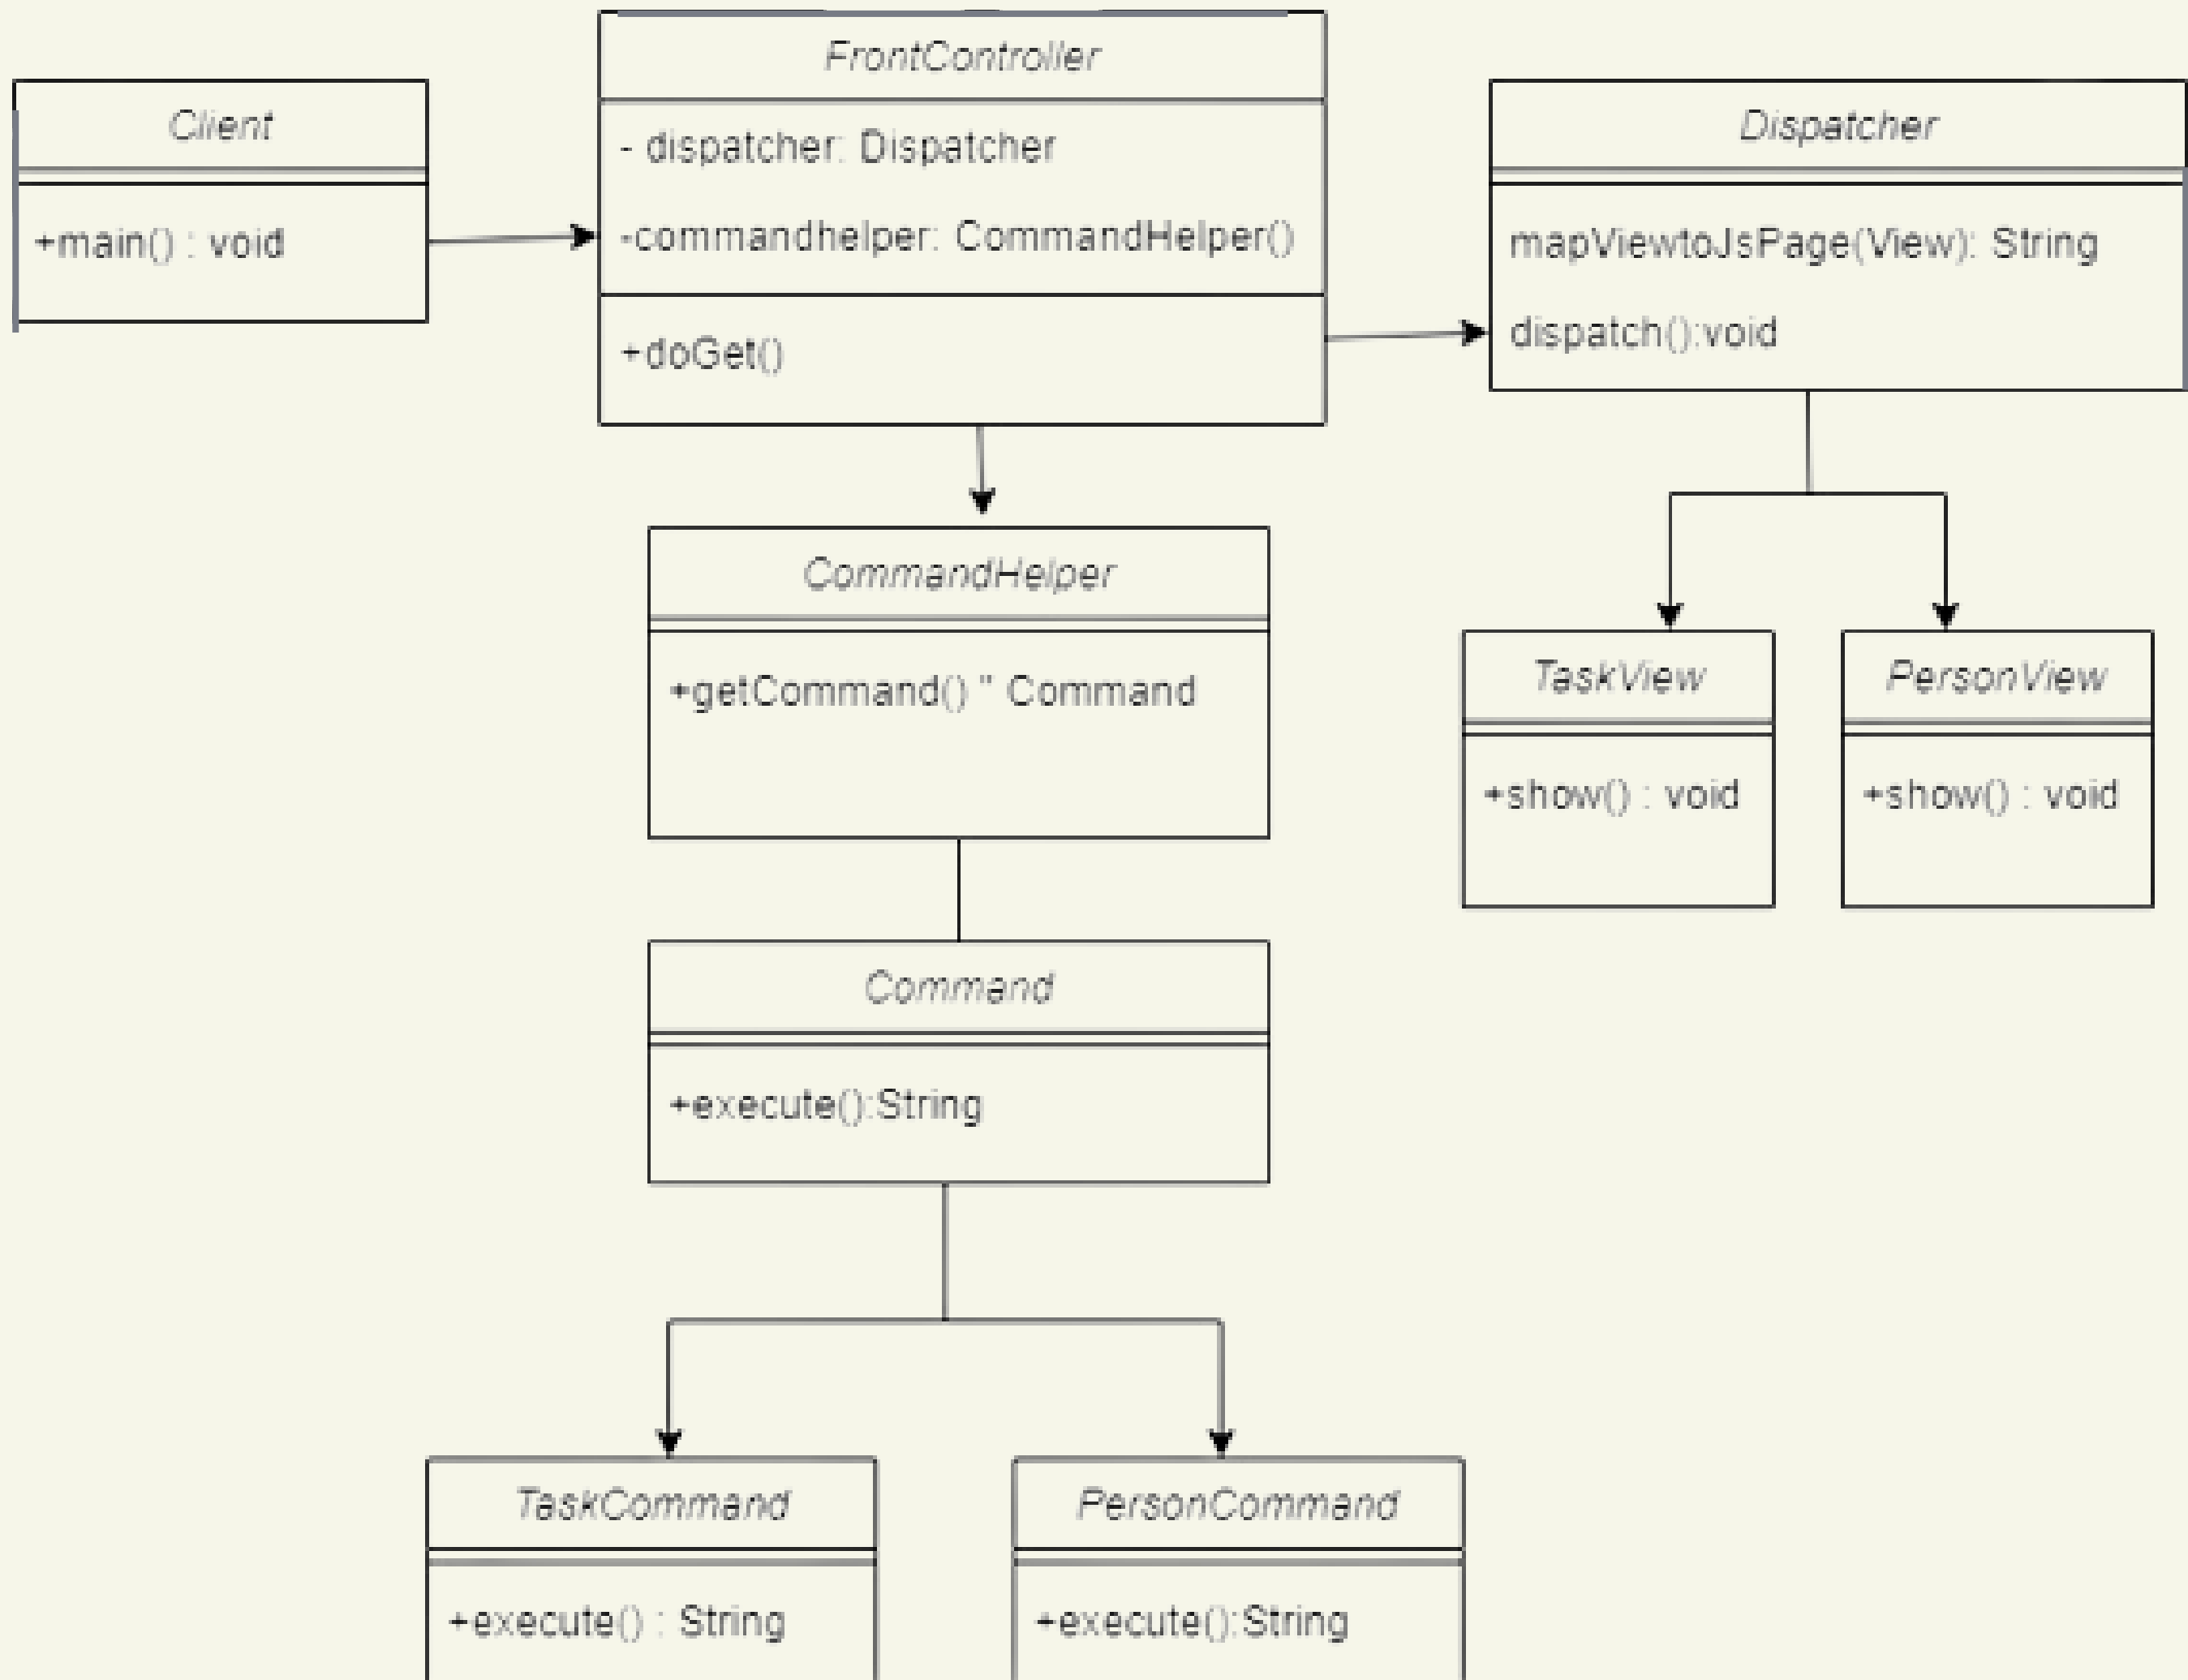 Client
+main() : void
FrontController
- dispatcher: Dispatcher
-commandhelper: CommandHelper()
+doGet()
Dispatcher
mapViewtoJsPage(View): String
dispatch():void
CommandHelper
+getCommand() " Command
TaskView
+show() : void
PersonView
+show() : void
Command
+execute():String
TaskCommand
+execute() : String
PersonCommand
+execute():String